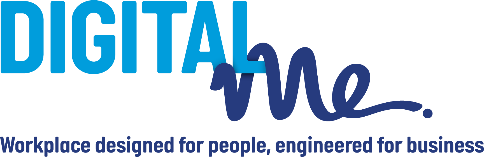 DIGITAL
me.
Workplace designed for people, engineered for business